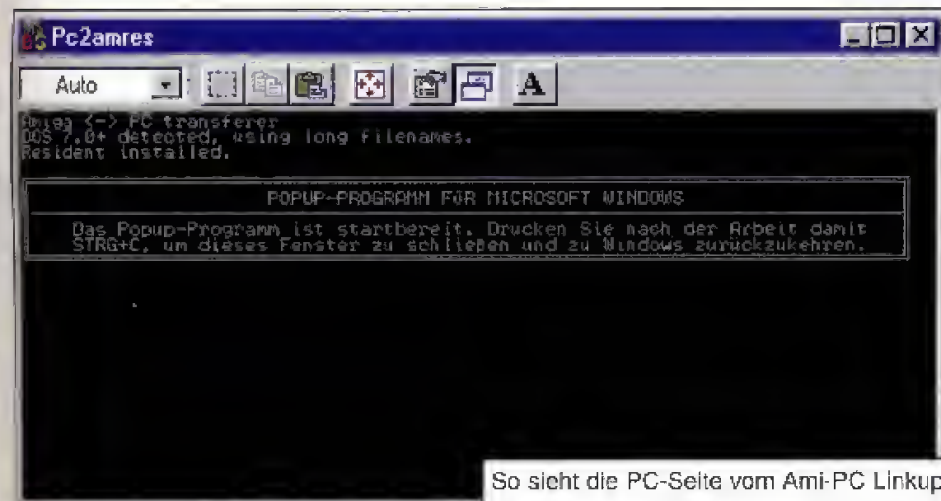 Pc2amres
Auto
A
Amiga <-> PC transferer
DOS 7.0+ detected, using long filenames.
Resident installed.
POPUP-PROGRAMM FüR MICROSOFT WINDOWS
Das Popup-Programm ist startbereit. Drücken Sie nach der Arbeit damit
STRG+C, um dieses Fenster zu schließen und zu Windows zurückzukehren.
So sieht die PC-Seite vom Ami-PC Linkup